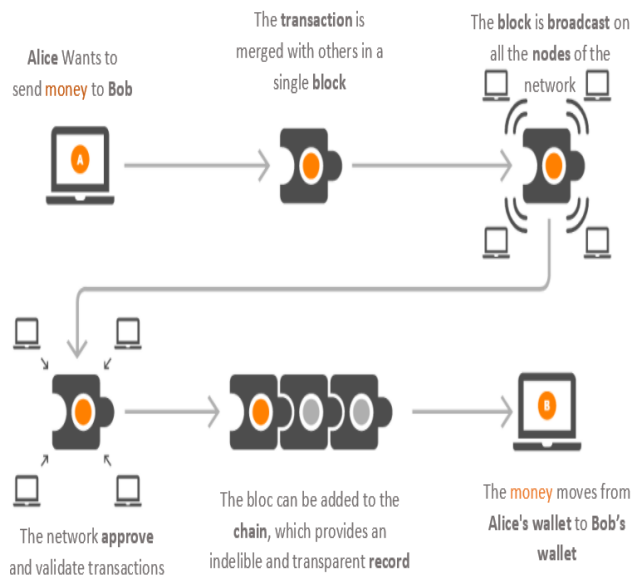 Alice Wants to
send money to Bob
A
The transaction is
merged with others in a
single block
The block is broadcast on
all the nodes of the
network
The network approve
and validate transactions
The bloc can be added to the
chain, which provides an
indelible and transparent record
B
The money moves from
Alice's wallet to Bob’s
wallet